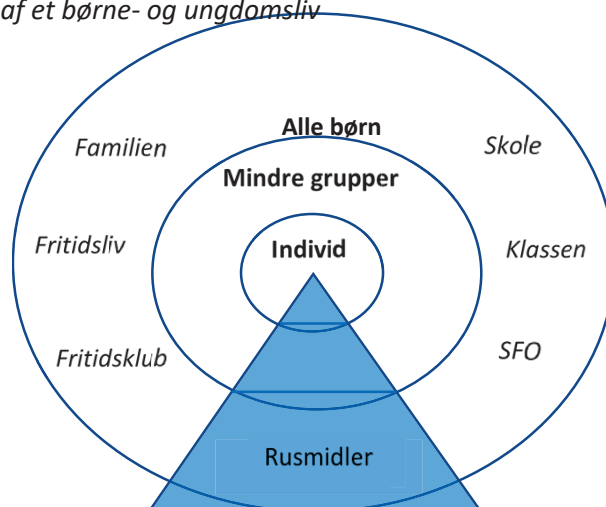 af et børne- og ungdomsliv
Alle børn
Familien
Skole
Mindre grupper
Fritidsliv
Individ
Klassen
Fritidsklub
SFO
Rusmidler